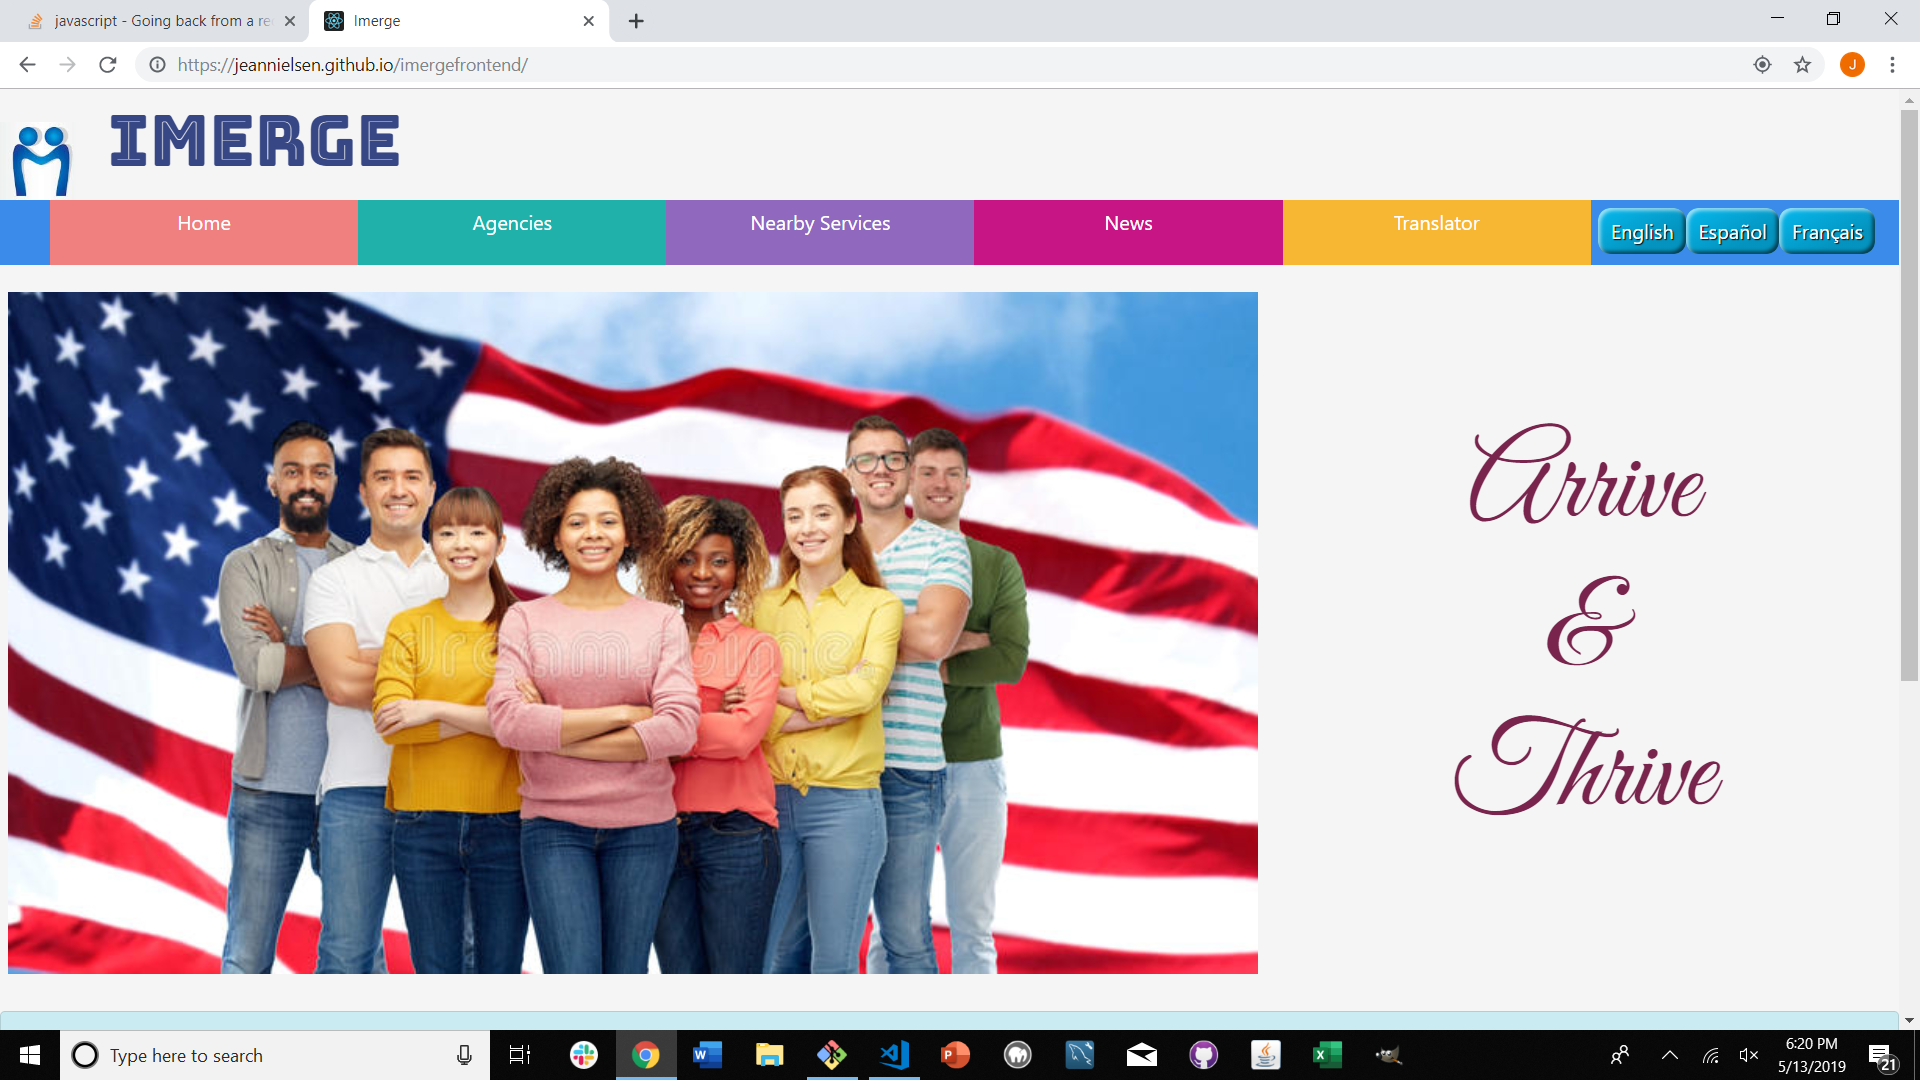 javascript - Going back from a re
Imerge
https://jeannielsen.github.io/imergefrontend/
J
IMERGE
Home
Agencies
Nearby Services
News
Translator
English
Español
Français
dreamstime
Arrive
&
Thrive
Type here to search
6:20 PM
5/13/2019
21